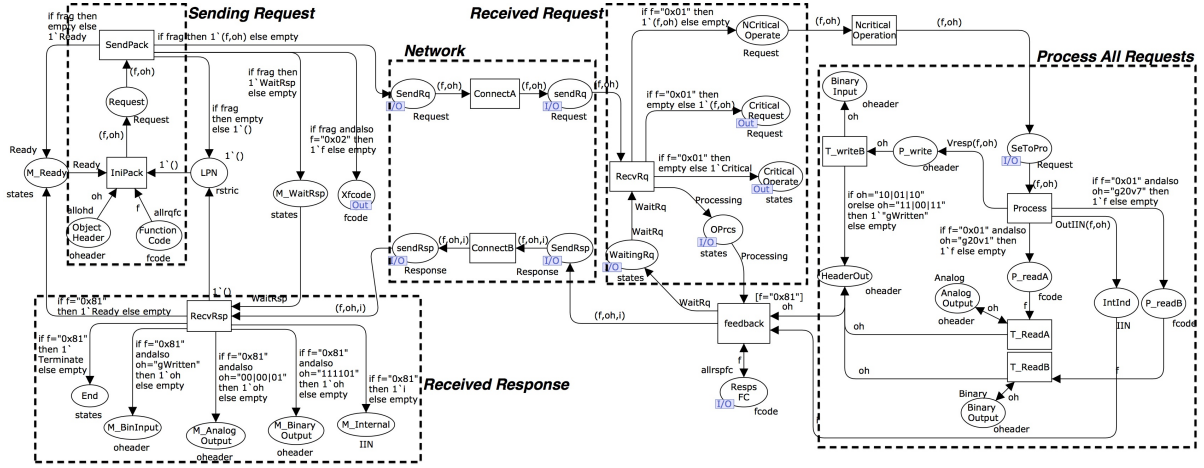 Sending Request
if frag then
empty else
1`Ready
SendPack
if frag then 1`(f,oh) else empty
(f,oh)
Request
Request
(f,oh)
if frag
then empty
else 1`()
if frag then
1`WaitRsp
else empty
if frag andalso
f="0x02" then
1`f else empty
Ready
M_Ready
states
Ready
IniPack
1`()
1`()
LPN
rstric
oh
allohd
Object
Header
oheader
f
allrqfc
Function
Code
fcode
M_WaitRsp
states
Xfcode
Out
fcode
Network
SendRq
I/O
Request
(f,oh)
ConnectA
(f,oh)
sendRq
I/O
Request
(f,oh)
sendRsp
I/O
Response
(f,oh,i)
ConnectB
(f,oh,i)
SendRsp
I/O
Response
Received Request
if f="0x01" then
1`(f,oh) else empty
NCritical
Operate
Request
(f,oh)
Ncritical
Operation
(f,oh)
if f="0x01" then
empty else 1`(f,oh)
Critical
Request
Out
Request
if f="0x01" then
empty else 1`Critical
Critical
Operate
Out
states
RecvRq
WaitRq
WaitRq
Processing
OPrcs
I/O
states
Processing
WaitingRq
I/O
states
WaitRq
[f="0x81"]
oh
feedback
(f,oh,i)
f
allrspfc
Resps
FC
I/O
fcode
Process All Requests
Binary
Input
oheader
oh
T_writeB
oh
P_write
oheader
Vresp(f,oh)
SeToPro
I/O
Request
(f,oh)
Process
if f="0x01" andalso
oh="g20v7" then
1`f else empty
OutIIN(f,oh)
if oh="10|01|10"
orelse oh="11|00|11"
then 1`"gWritten"
else empty
if f="0x01" andalso
oh="g20v1" then
1`f else empty
HeaderOut
oheader
P_readA
fcode
f
Analog
Analog
Output
oheader
oh
T_ReadA
oh
IntInd
IIN
P_readB
fcode
T_ReadB
oh
f
oh
Binary
Binary
Output
oheader
f
Received Response
if f="0x81"
then
1`Ready else empty
1`()
WaitRsp
(f,oh,i)
RecvRsp
if f="0x81"
then 1`
Terminate
else empty
End
states
if f="0x81"
andalso
oh="gWritten"
then 1`oh
else empty
M_BinInput
oheader
if f="0x81"
andalso
oh="00|00|01"
then 1`oh
else empty
M_Analog
Output
oheader
if f="0x81"
andalso
oh="111101"
then 1`oh
else empty
M_Binary
Output
oheader
if f="0x81"
then 1`i
else empty
M_Internal
IIN